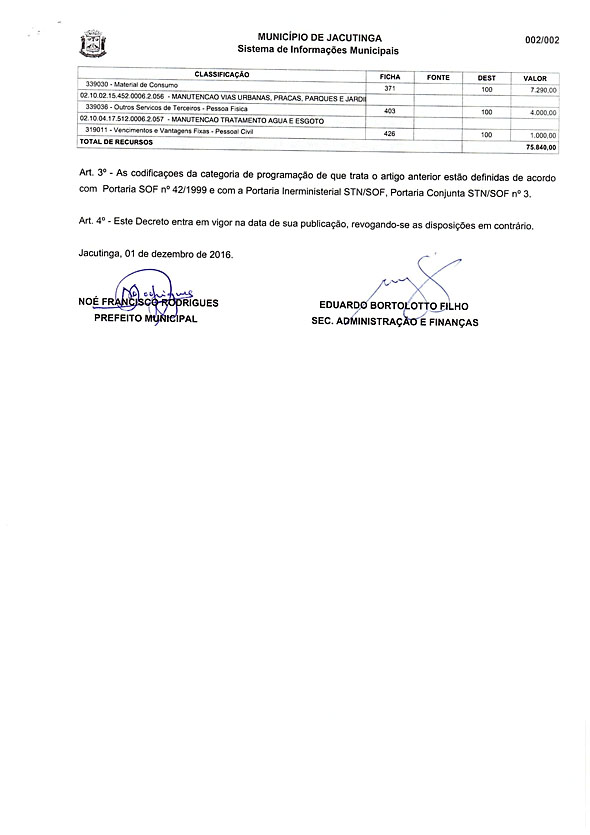 MUNICÍPIO DE JACUTINGA
Sistema de Informações Municipais
002/002
CLASSIFICAÇÃO FICHA FONTE DEST VALOR
339030 - Material de Consumo 371 100 7.290,00
02.10.02.15.452.0006.2.056 - MANUTENCAO VIAS URBANAS, PRACAS, PARQUES E JARDI
339036 - Outros Servicos de Terceiros - Pessoa Fisica 403 100 4.000,00
02.10.04.17.512.0006.2.057 - MANUTENCAO TRATAMENTO AGUA E ESGOTO
319011 - Vencimentos e Vantagens Fixas - Pessoal Civil 426 100 1.000,00
TOTAL DE RECURSOS 75.840,00
Art. 3º - As codificaçoes da categoria de programação de que trata o artigo anterior estão definidas de acordo
com Portaria SOF nº 42/1999 e com a Portaria Inerministerial STN/SOF, Portaria Conjunta STN/SOF nº 3.
Art. 4º - Este Decreto entra em vigor na data de sua publicação, revogando-se as disposições em contrário.
Jacutinga, 01 de dezembro de 2016.
NOÉ FRANCISCO RODRIGUES
PREFEITO MUNICIPAL
EDUARDO BORTOLOTTO FILHO
SEC. ADMINISTRAÇÃO E FINANÇAS